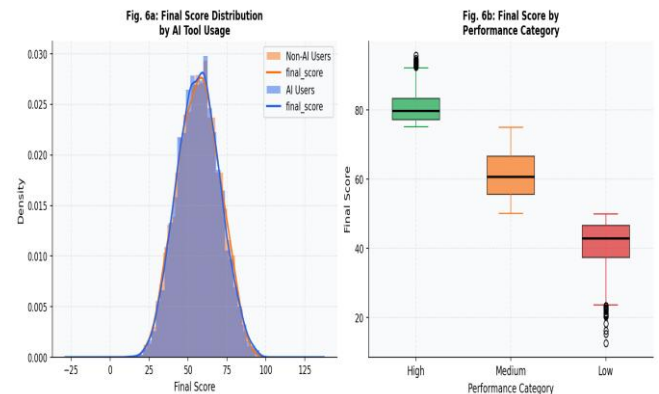 Fig. 6a: Final Score Distribution
by AI Tool Usage
0.030
0.025
0.020
0.015
0.010
0.005
0.000
Density
−25
0
25
50
75
100
125
Final Score
Non-AI Users
final_score
AI Users
final_score
Fig. 6b: Final Score by
Performance Category
80
60
40
20
Final Score
High
Medium
Low
Performance Category